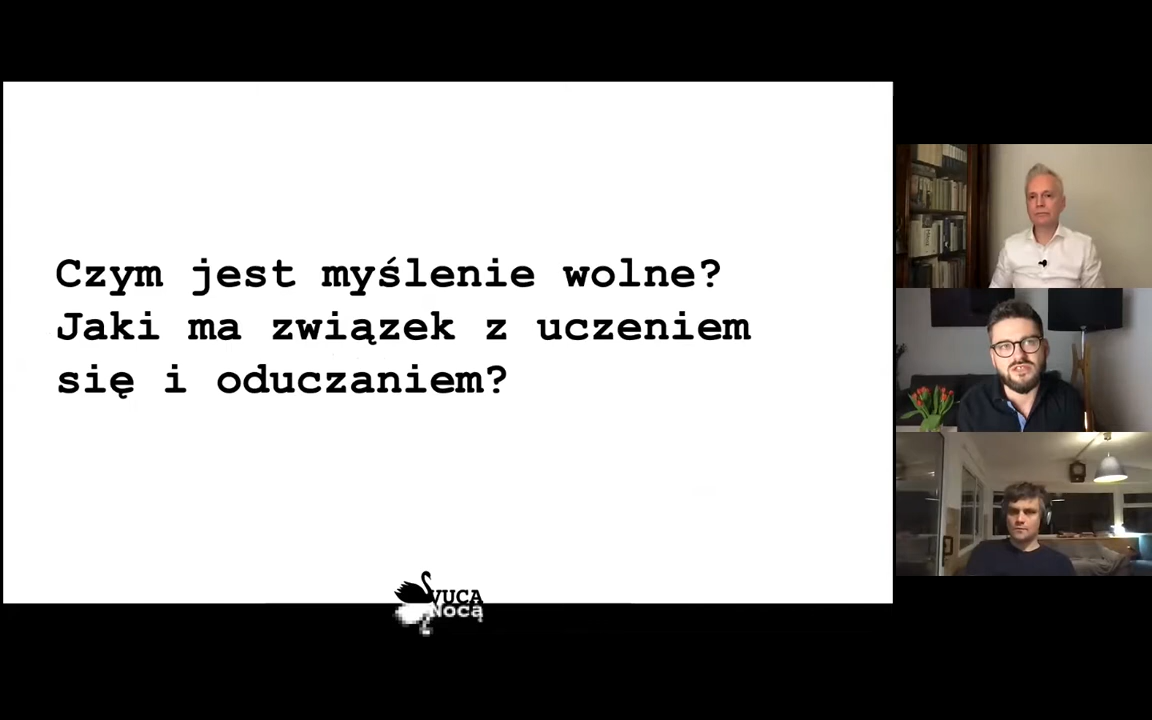 Czym jest myślenie wolne?
Jaki ma związek z uczeniem
się i oduczaniem?
VUCA
Nocą